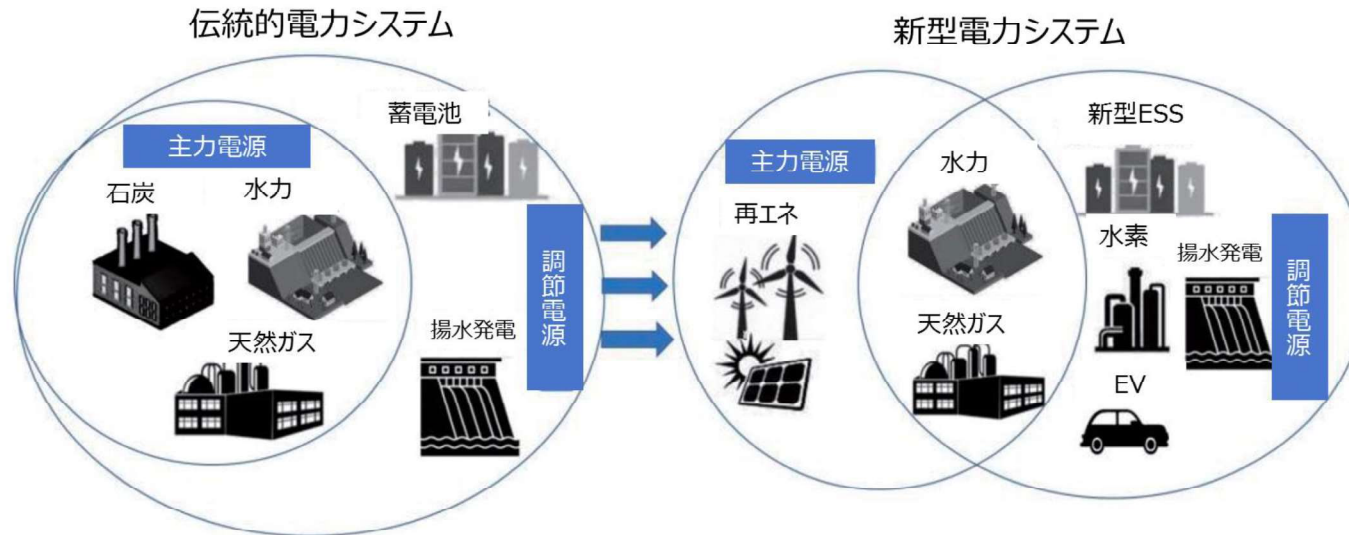 伝統的電力システム
蓄電池
主力電源
石炭
水力
天然ガス
揚水発電
調節電源
新型電力システム
主力電源
再エネ
水力
天然ガス
新型ESS
水素
揚水発電
EV
調節電源